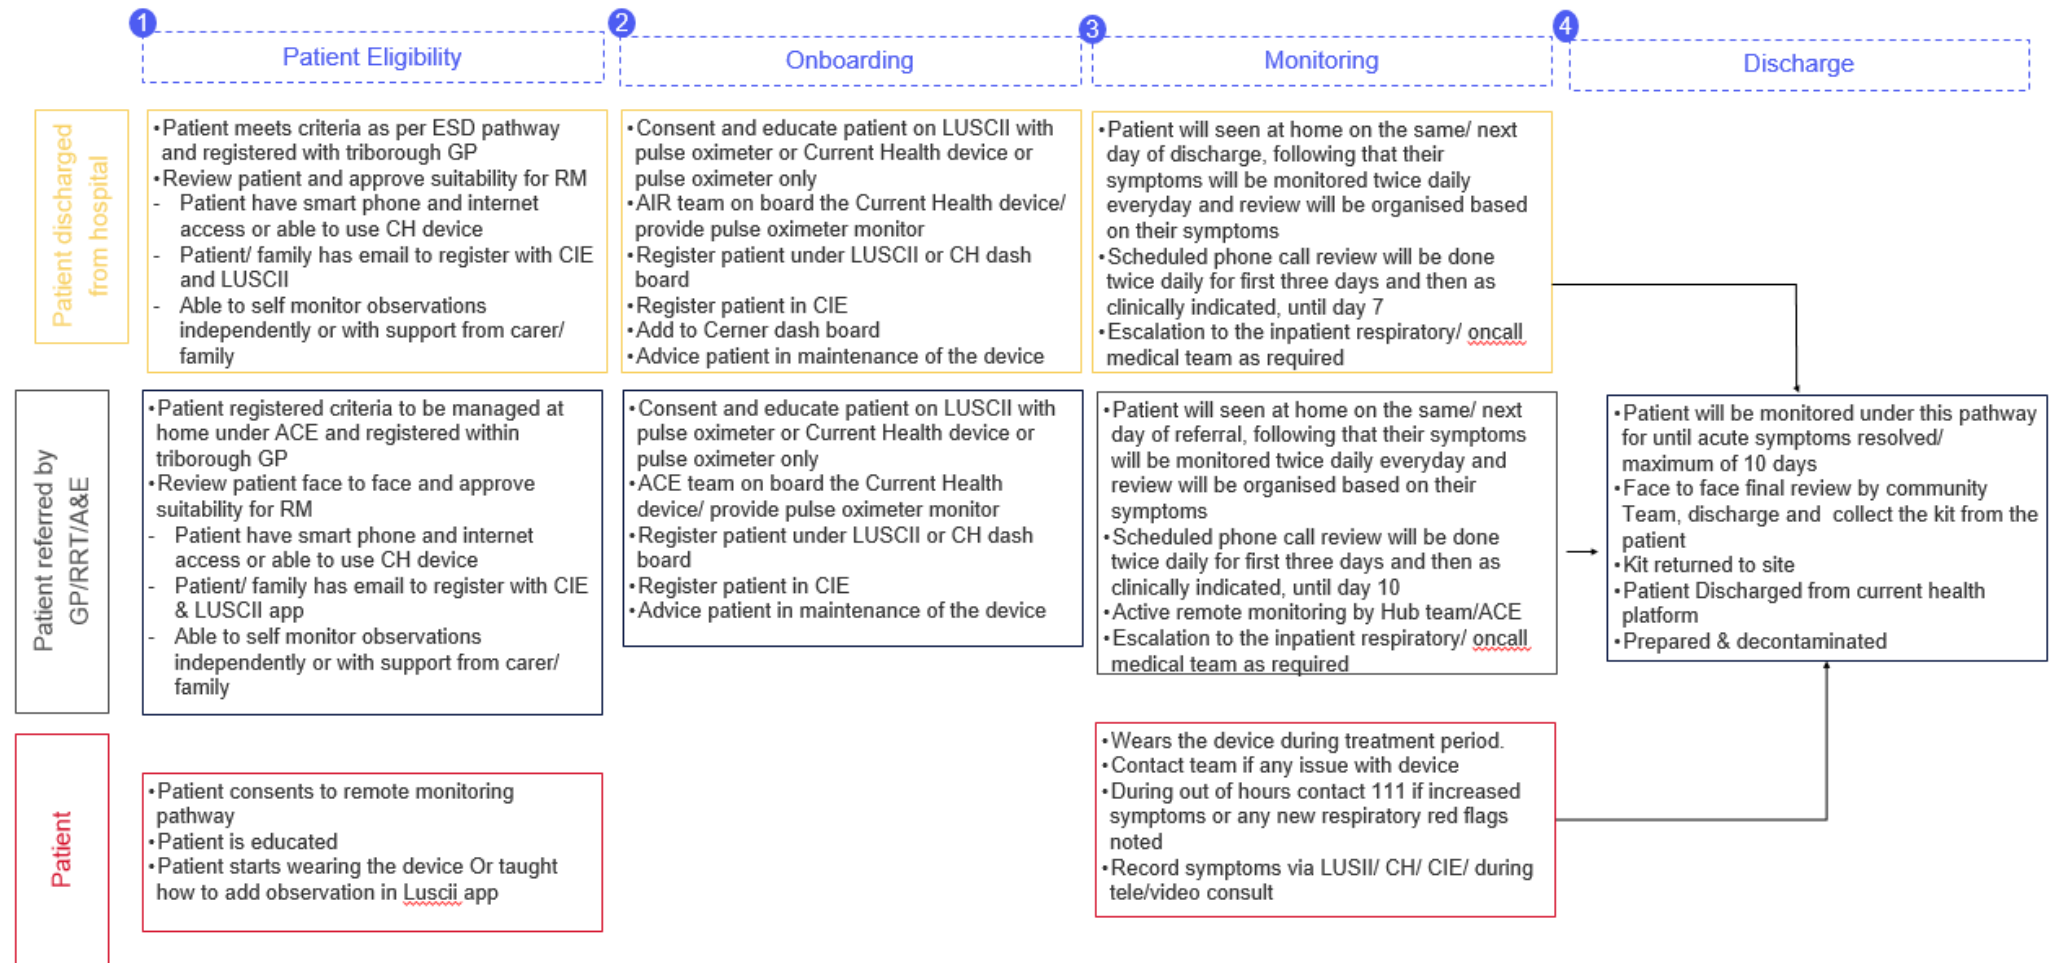 1
Patient Eligibility
2
Onboarding
3
Monitoring
4
Discharge
Patient discharged
from hospital
•Patient meets criteria as per ESD pathway
and registered with triborough GP
•Review patient and approve suitability for RM
- Patient have smart phone and internet
access or able to use CH device
- Patient/ family has email to register with CIE
and LUSCII
- Able to self monitor observations
independently or with support from carer/
family
•Consent and educate patient on LUSCII with
pulse oximeter or Current Health device or
pulse oximeter only
•AIR team on board the Current Health device/
provide pulse oximeter monitor
•Register patient under LUSCII or CH dash
board
•Register patient in CIE
•Add to Cerner dash board
•Advice patient in maintenance of the device
•Patient will seen at home on the same/ next
day of discharge, following that their
symptoms will be monitored twice daily
everyday and review will be organised based
on their symptoms
•Scheduled phone call review will be done
twice daily for first three days and then as
clinically indicated, until day 7
•Escalation to the inpatient respiratory/ oncall
medical team as required
Patient referred by
GP/RRT/A&E
•Patient registered criteria to be managed at
home under ACE and registered within
triborough GP
•Review patient face to face and approve
suitability for RM
- Patient have smart phone and internet
access or able to use CH device
- Patient/ family has email to register with CIE
& LUSCII app
- Able to self monitor observations
independently or with support from carer/
family
•Consent and educate patient on LUSCII with
pulse oximeter or Current Health device or
pulse oximeter only
•ACE team on board the Current Health
device/ provide pulse oximeter monitor
•Register patient under LUSCII or CH dash
board
•Register patient in CIE
•Advice patient in maintenance of the device
•Patient will seen at home on the same/ next
day of referral, following that their symptoms
will be monitored twice daily everyday and
review will be organised based on their
symptoms
•Scheduled phone call review will be done
twice daily for first three days and then as
clinically indicated, until day 10
•Active remote monitoring by Hub team/ACE
•Escalation to the inpatient respiratory/ oncall
medical team as required
•Patient will be monitored under this pathway
for until acute symptoms resolved/
maximum of 10 days
•Face to face final review by community
Team, discharge and collect the kit from the
patient
•Kit returned to site
•Patient Discharged from current health
platform
•Prepared & decontaminated
Patient
•Patient consents to remote monitoring
pathway
•Patient is educated
•Patient starts wearing the device Or taught
how to add observation in Luscii app
•Wears the device during treatment period.
•Contact team if any issue with device
•During out of hours contact 111 if increased
symptoms or any new respiratory red flags
noted
•Record symptoms via LUSII/ CH/ CIE/ during
tele/video consult